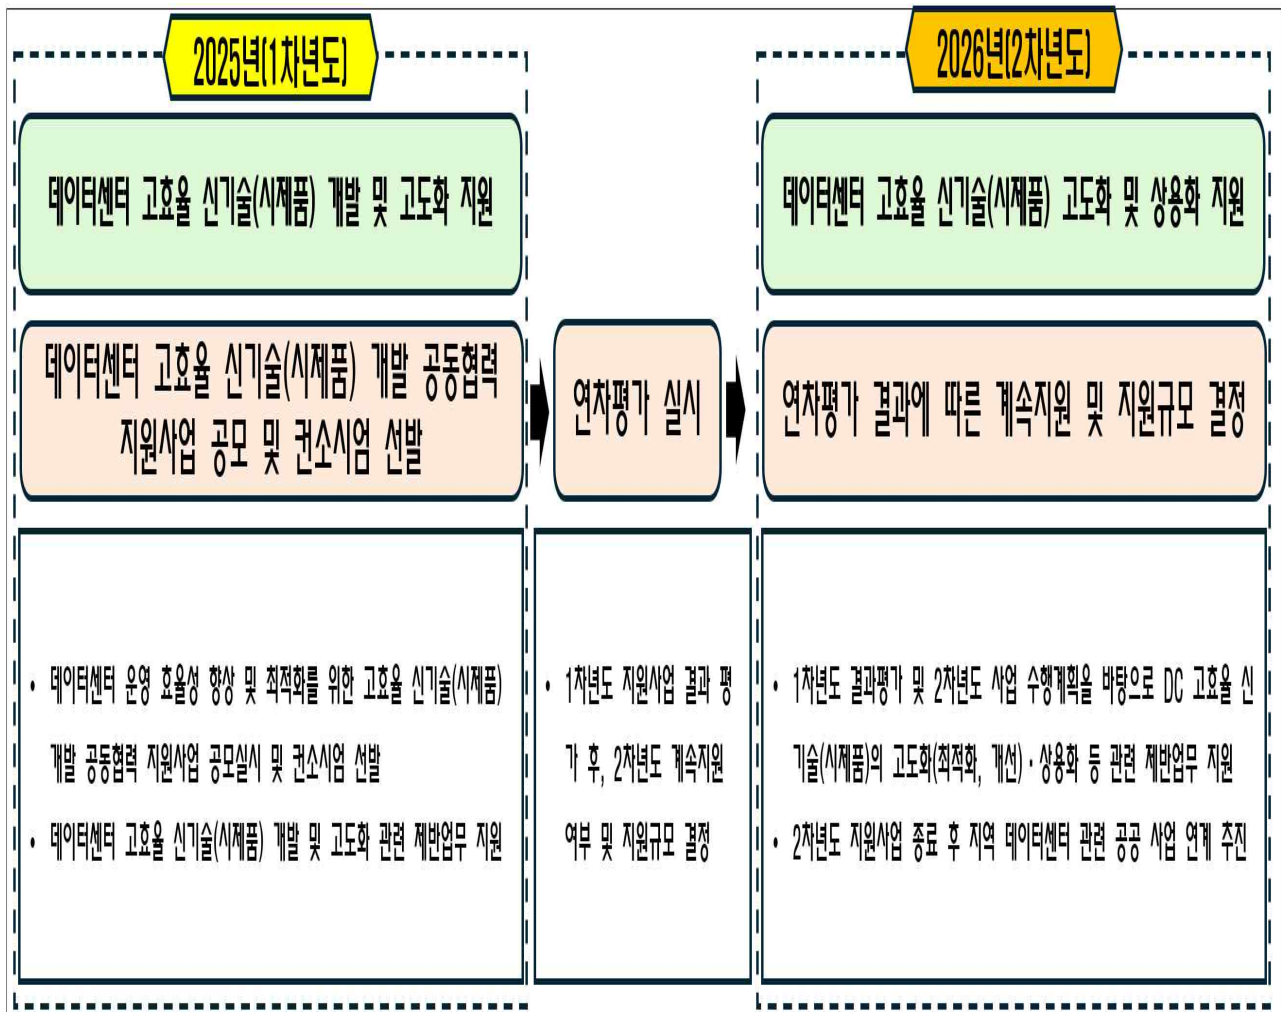 2025년(1차년도)
데이터센터 고효율 신기술(시제품) 개발 및 고도화 지원
데이터센터 고효율 신기술(시제품) 개발 공동협력
지원사업 공모 및 컨소시엄 선발
• 데이터센터 운영 효율성 향상 및 최적화를 위한 고효율 신기술(시제품)
개발 공동협력 지원사업 공모실시 및 컨소시엄 선발
• 데이터센터 고효율 신기술(시제품) 개발 및 고도화 관련 제반업무 지원
연차평가 실시
• 1차년도 지원사업 결과 평
가 후, 2차년도 계속지원
여부 및 지원규모 결정
2026년(2차년도)
데이터센터 고효율 신기술(시제품) 고도화 및 상용화 지원
연차평가 결과에 따른 계속지원 및 지원규모 결정
• 1차년도 결과평가 및 2차년도 사업 수행계획을 바탕으로 DC 고효율 신
기술(시제품)의 고도화(최적화, 개선)·상용화 등 관련 제반업무 지원
• 2차년도 지원사업 종료 후 지역 데이터센터 관련 공공 사업 연계 추진